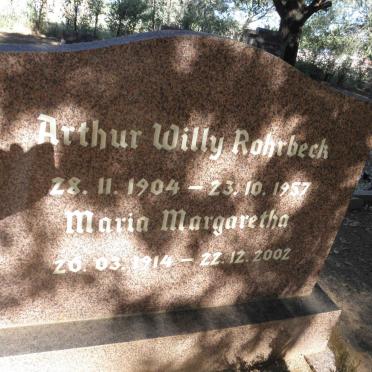 Arthur Willy Rohrbeck
28. 11. 1904 – 23. 10. 1957
Maria Margaretha
26. 03. 1914 – 22. 12. 2002